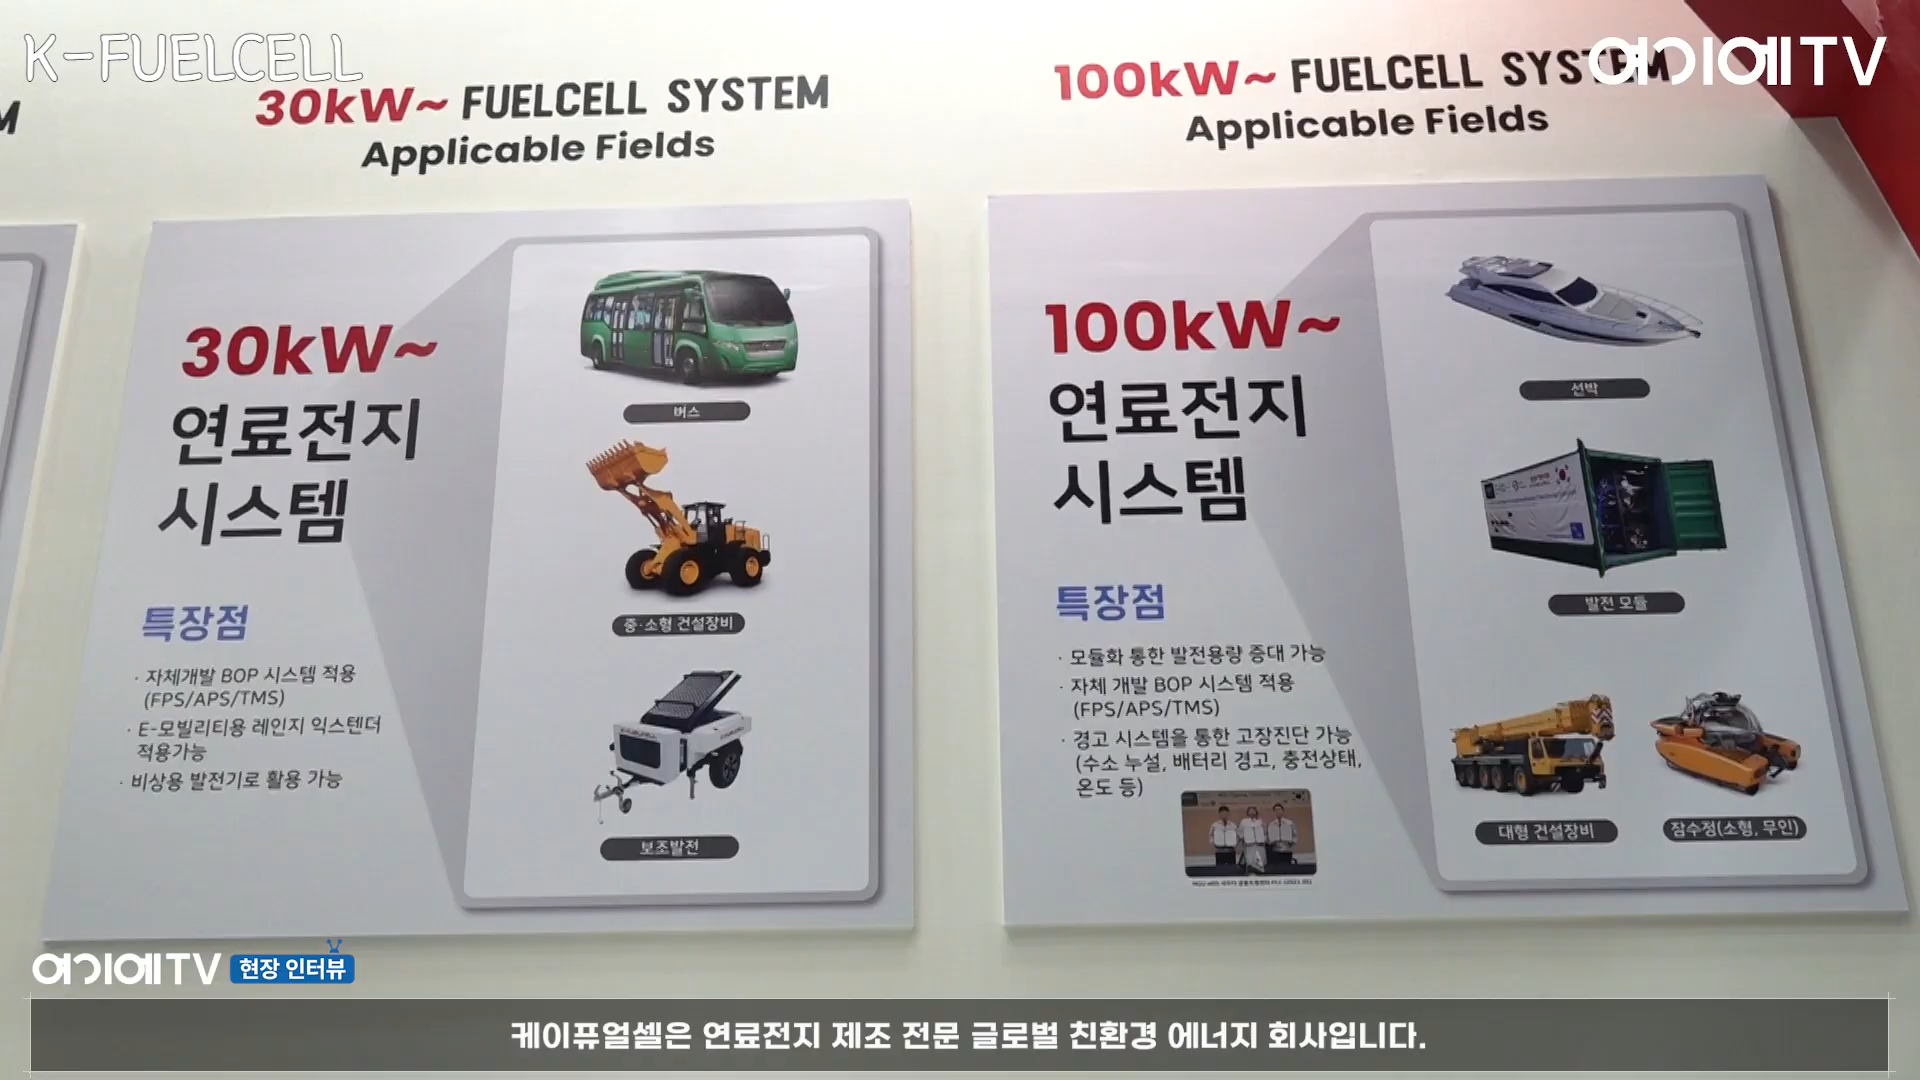 K-FUELCELL
여기에TV
M
30kW~ FUELCELL SYSTEM
Applicable Fields
30kW~
연료전지
시스템
특장점
· 자체개발 BOP 시스템 적용
(FPS/APS/TMS)
· E-모빌리티용 레인지 익스텐더
적용가능
· 비상용 발전기로 활용 가능
버스
중·소형 건설장비
K-FUELCELL
보조발전
100kW~ FUELCELL SYSTEM
Applicable Fields
100kW~
연료전지
시스템
특장점
· 모듈화 통한 발전용량 증대 가능
· 자체 개발 BOP 시스템 적용
(FPS/APS/TMS)
· 경고 시스템을 통한 고장진단 가능
(수소 누설, 배터리 경고, 충전상태,
온도 등)
선박
발전 모듈
대형 건설장비
잠수정(소형, 무인)
여기에TV 현장 인터뷰
케이퓨얼셀은 연료전지 제조 전문 글로벌 친환경 에너지 회사입니다.